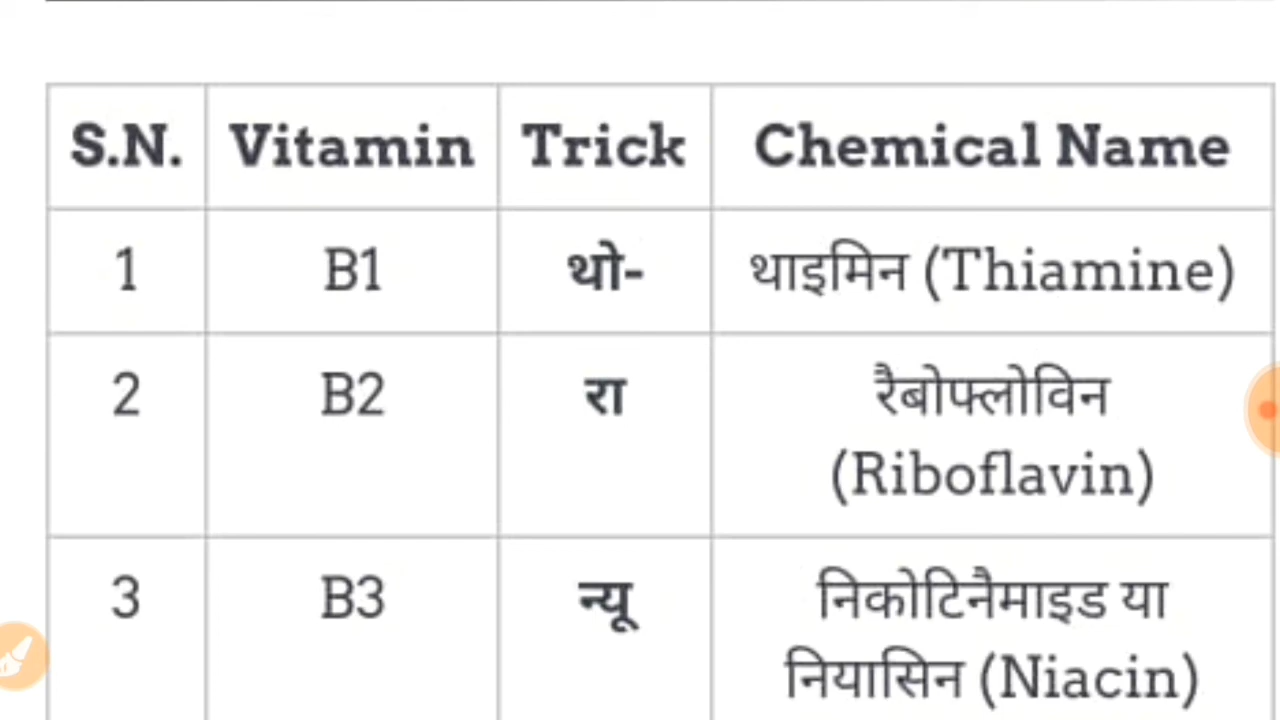 S.N. Vitamin Trick Chemical Name
1 B1 थो- थाइमिन (Thiamine)
2 B2 रा रैबोफ्लोविन
(Riboflavin)
3 B3 न्यू निकोटिनैमाइड या
नियासिन (Niacin)